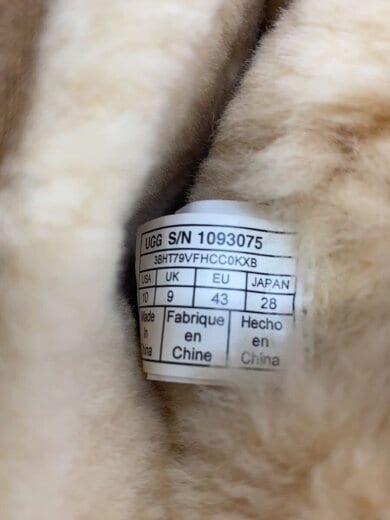 UGG S/N 1093075
3BHT79VFHCC0KXB
USA UK EU JAPAN
10 9 43 28
Made in China
Fabrique en Chine
Hecho en China